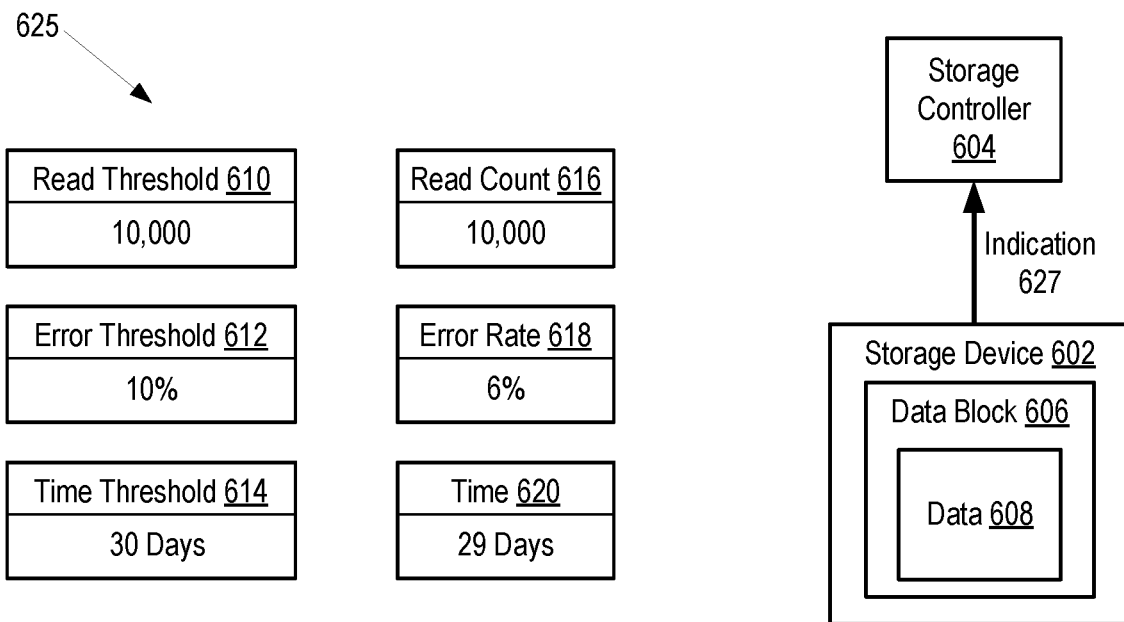 625
Storage
Controller
604
Read Threshold 610
10,000
Read Count 616
10,000
Indication
627
Error Threshold 612
10%
Error Rate 618
6%
Storage Device 602
Data Block 606
Data 608
Time Threshold 614
30 Days
Time 620
29 Days